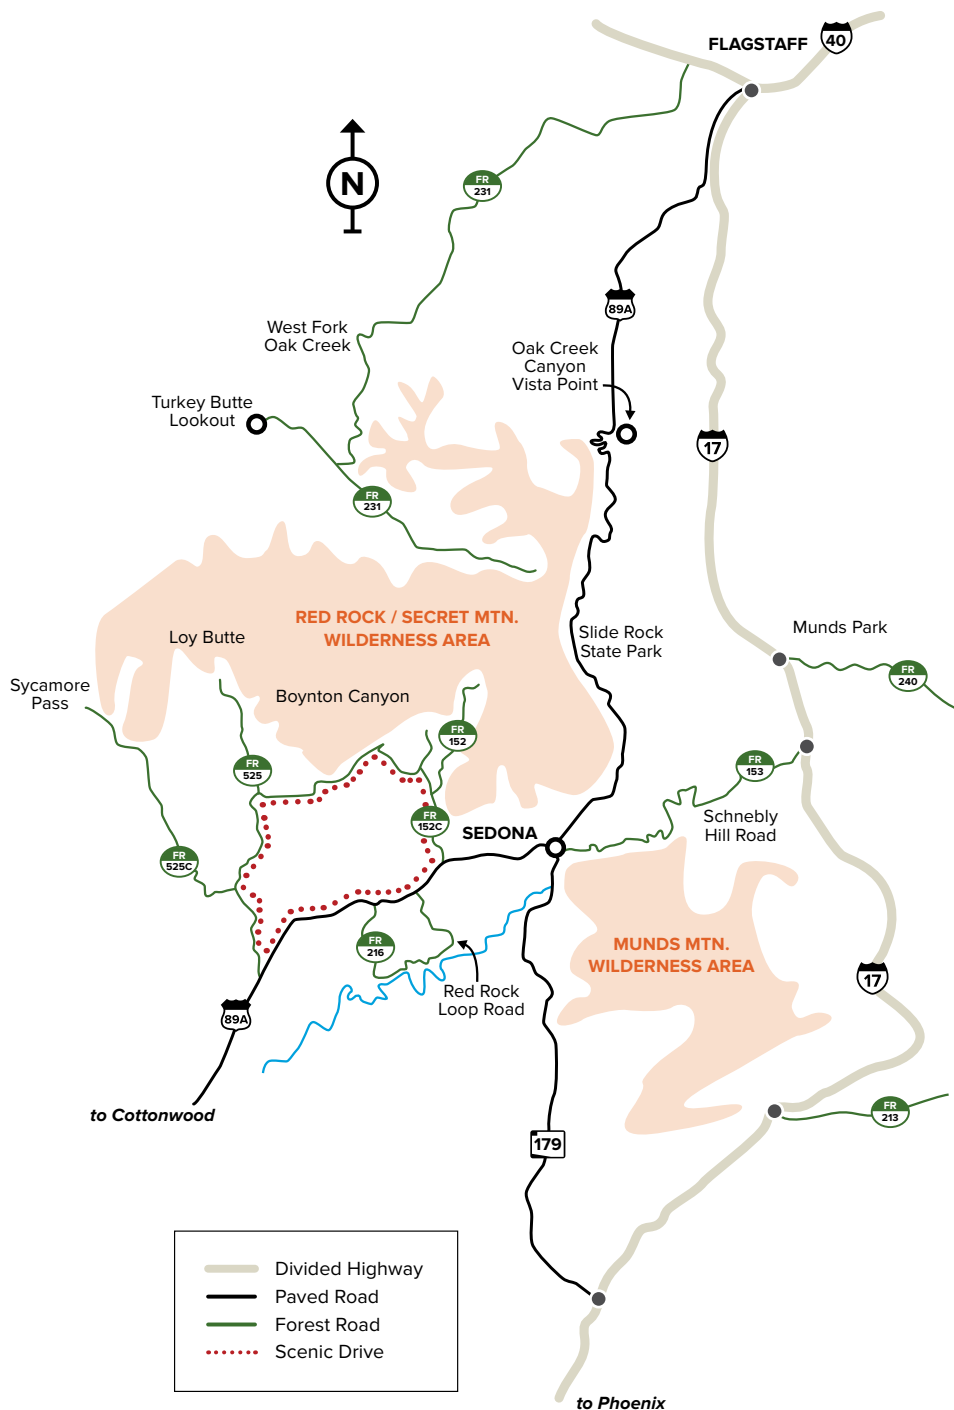 FLAGSTAFF
40
N
FR
231
89A
West Fork
Oak Creek
Oak Creek
Canyon
Vista Point
Turkey Butte
Lookout
17
FR
231
RED ROCK / SECRET MTN.
WILDERNESS AREA
Loy Butte
Slide Rock
State Park
Munds Park
FR
240
Sycamore
Pass
Boynton Canyon
FR
152
FR
525
FR
153
Schnebly
Hill Road
FR
152C
SEDONA
FR
525C
FR
216
MUNDS MTN.
WILDERNESS AREA
17
Red Rock
Loop Road
89A
to Cottonwood
FR
213
179
Divided Highway
Paved Road
Forest Road
Scenic Drive
to Phoenix